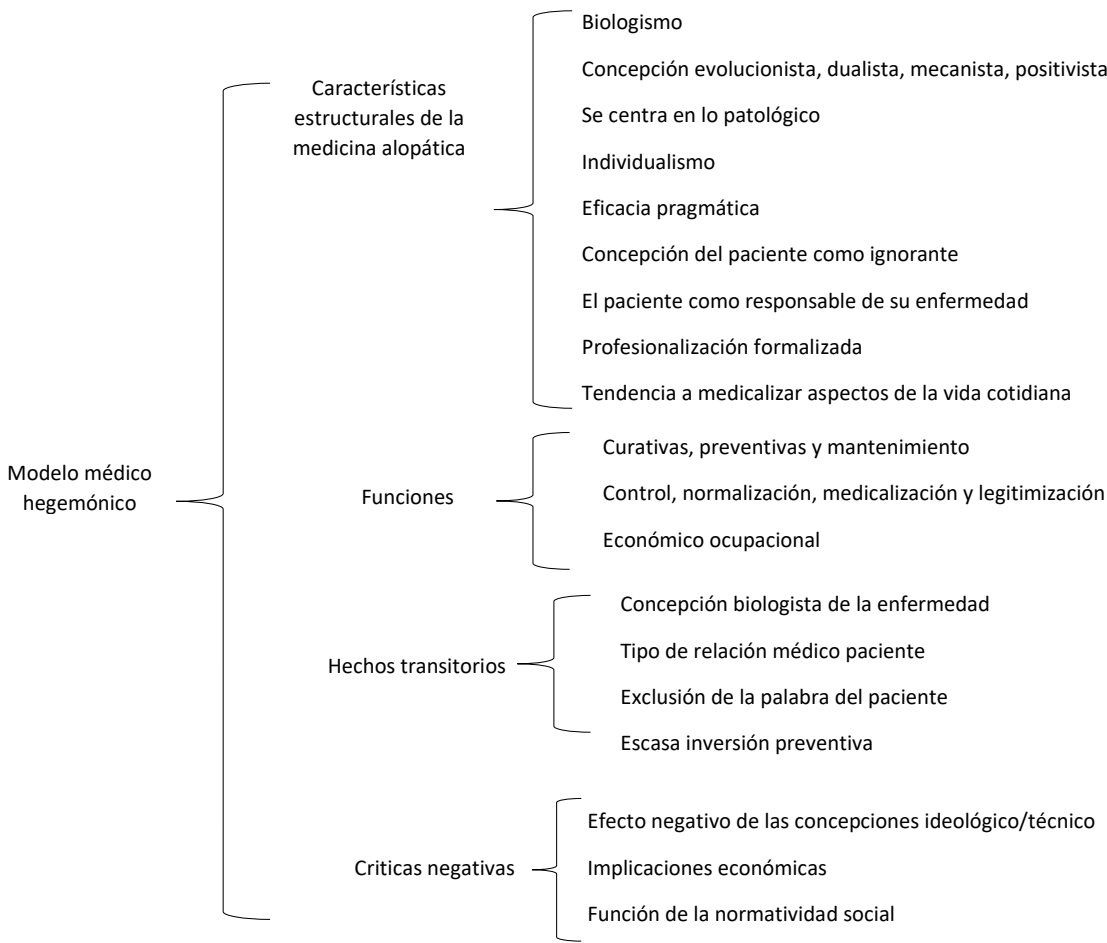 Modelo médico
hegemónico
Características
estructurales de la
medicina alopática
Biologismo
Concepción evolucionista, dualista, mecanista, positivista
Se centra en lo patológico
Individualismo
Eficacia pragmática
Concepción del paciente como ignorante
El paciente como responsable de su enfermedad
Profesionalización formalizada
Tendencia a medicalizar aspectos de la vida cotidiana
Funciones
Curativas, preventivas y mantenimiento
Control, normalización, medicalización y legitimización
Económico ocupacional
Hechos transitorios
Concepción biologista de la enfermedad
Tipo de relación médico paciente
Exclusión de la palabra del paciente
Escasa inversión preventiva
Criticas negativas
Efecto negativo de las concepciones ideológico/técnico
Implicaciones económicas
Función de la normatividad social